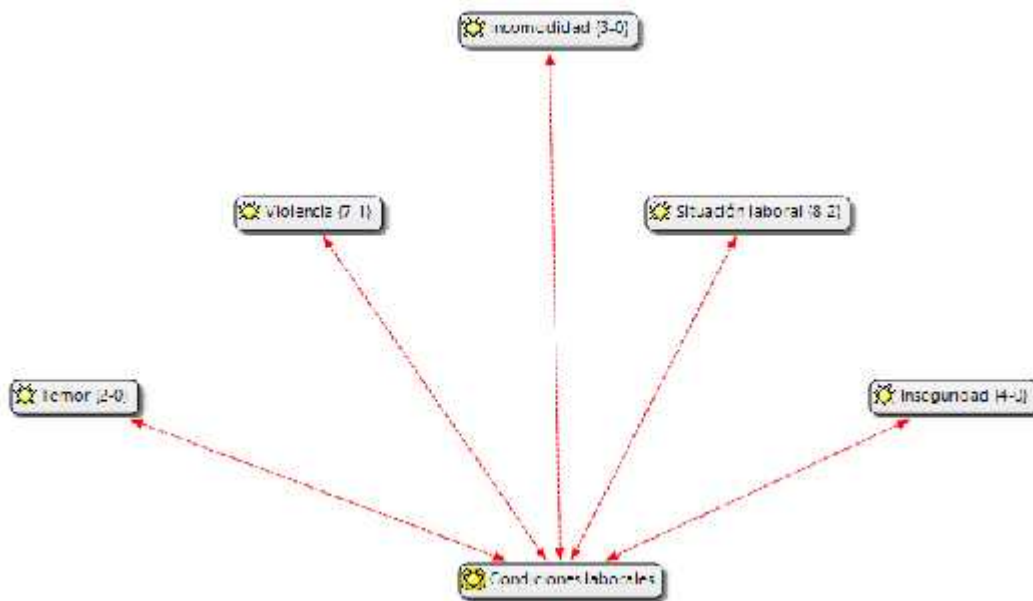 Incomodidad {3-0}
Violencia {7-1}
Situación laboral {8-2}
Temor {2-0}
Inseguridad {4-0}
Condiciones laborales